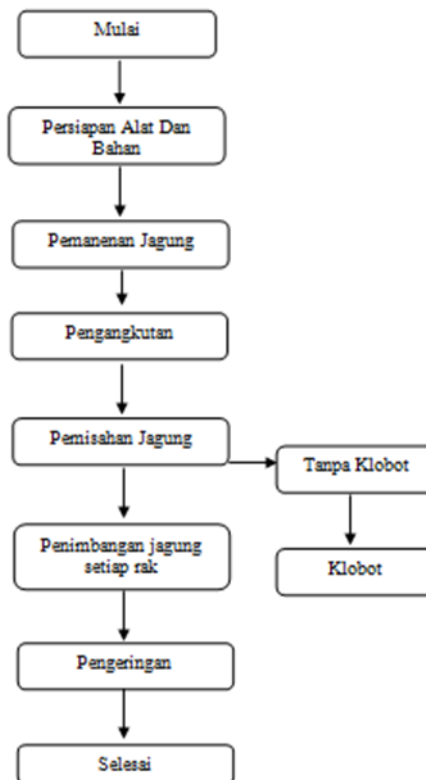 Mulai
Persiapan Alat Dan
Bahan
Pemanenan Jagung
Pengangkutan
Pemisahan Jagung
Tanpa Klobot
Klobot
Penimbangan jagung
setiap rak
Pengeringan
Selesai